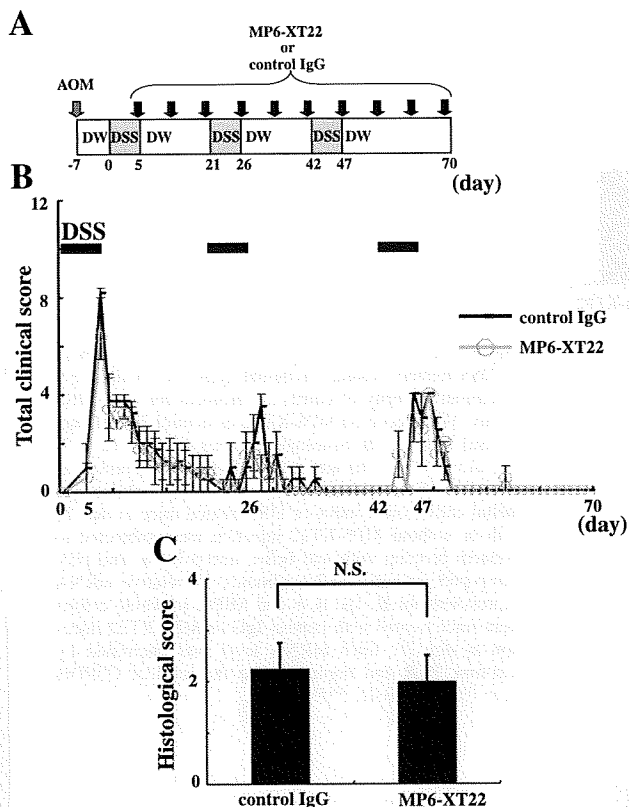 A
MP6-XT22
or
control IgG
AOM
DW DSS DW DSS DW DSS DW
-7 0 5 21 26 42 47 70
(day)
B
12
DSS
8
4
0
Total clinical score
control IgG
MP6-XT22
0 5 26 42 47 70
(day)
C
N.S.
4
2
0
Histological score
control IgG MP6-XT22